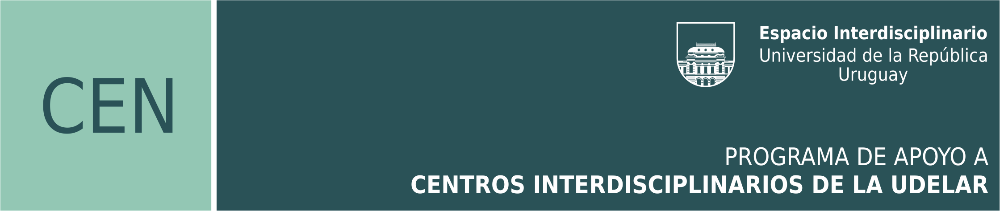 CEN
Espacio Interdisciplinario
Universidad de la República
Uruguay
PROGRAMA DE APOYO A
CENTROS INTERDISCIPLINARIOS DE LA UDELAR